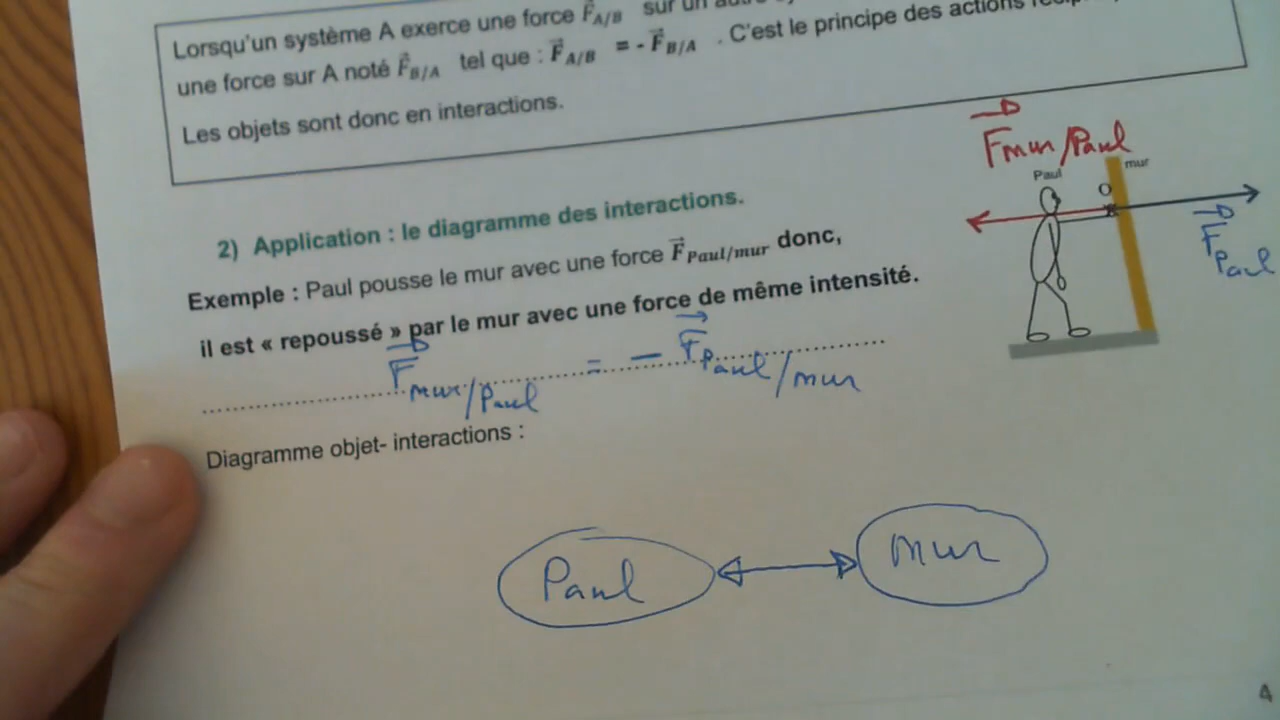 Lorsqu'un système A exerce une force F⃗A/B sur un
une force sur A noté F⃗B/A tel que : F⃗A/B = - F⃗B/A . C'est le principe des actions
Les objets sont donc en interactions.
F⃗mur/Paul
Paul
mur
O
2) Application : le diagramme des interactions.
F⃗Paul
Exemple : Paul pousse le mur avec une force F⃗Paul/mur donc,
il est « repoussé » par le mur avec une force de même intensité.
F⃗mur/Paul = - F⃗Paul/mur
Diagramme objet- interactions :
Paul
mur
4